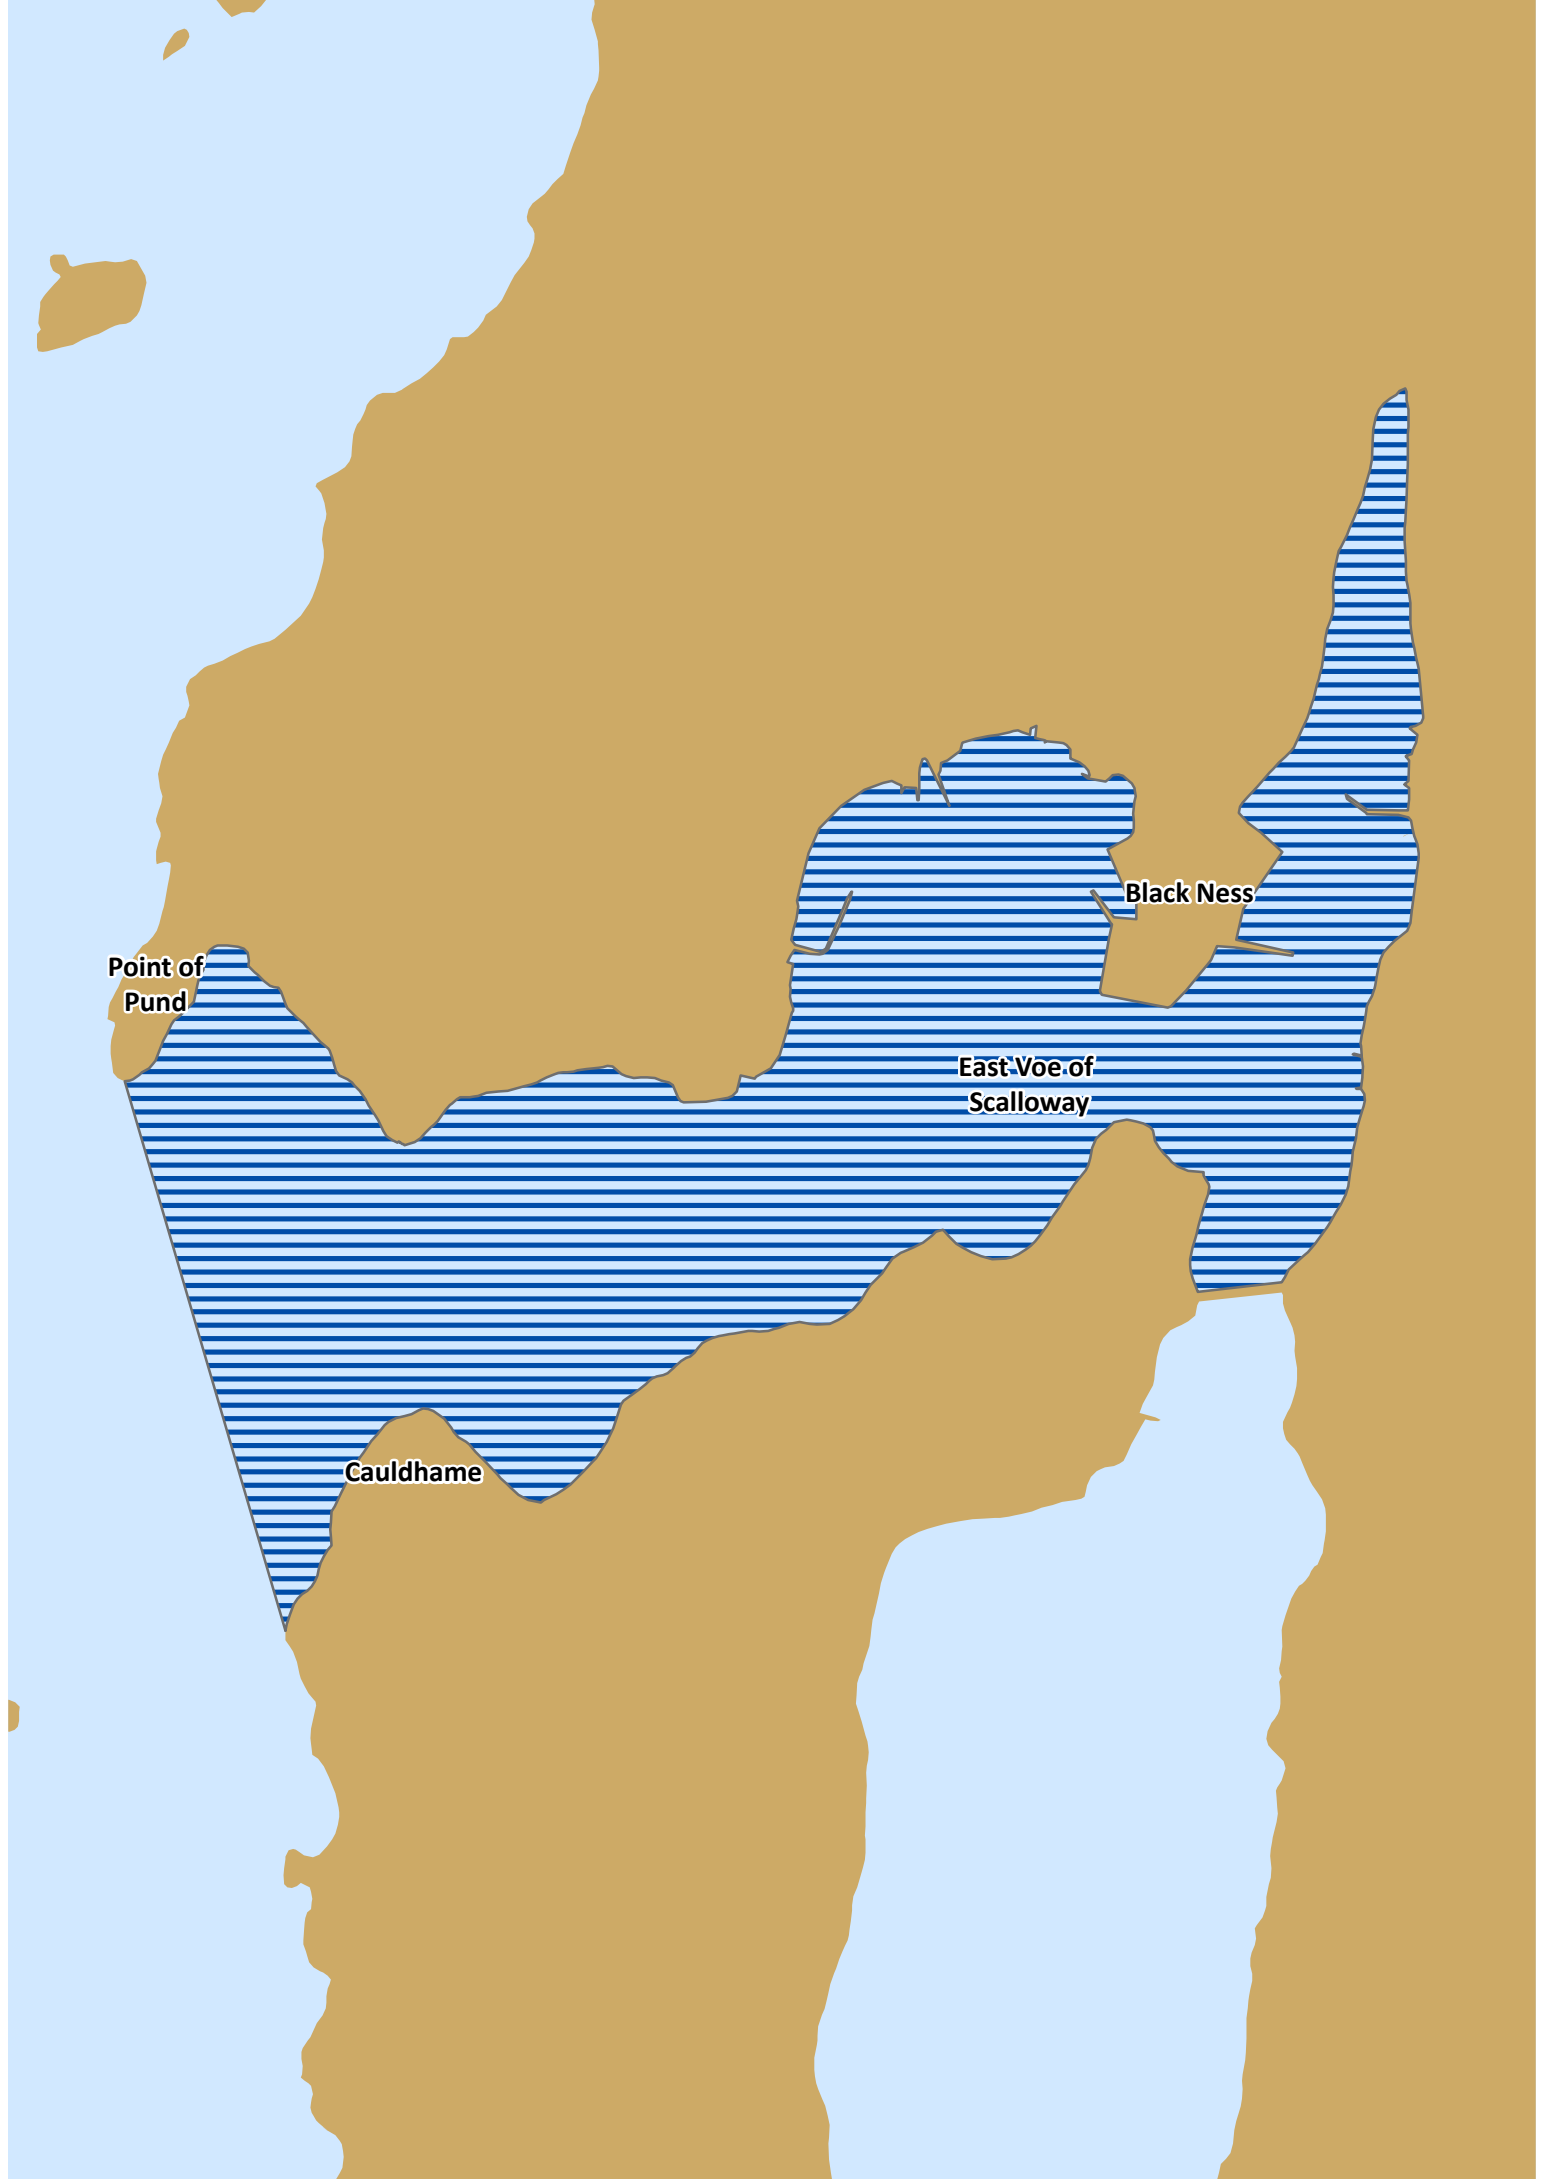 Black Ness
Point of
Pund
East Voe of
Scalloway
Cauldhame